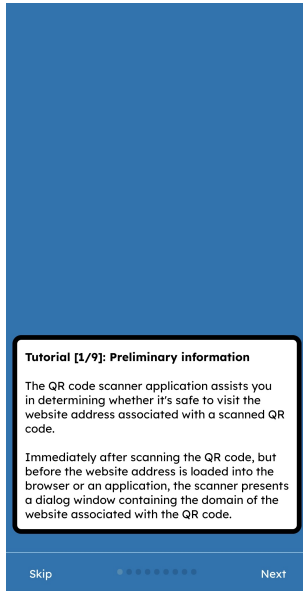 Tutorial [1/9]: Preliminary information
The QR code scanner application assists you
in determining whether it's safe to visit the
website address associated with a scanned QR
code.
Immediately after scanning the QR code, but
before the website address is loaded into the
browser or an application, the scanner presents
a dialog window containing the domain of the
website associated with the QR code.
Skip
Next